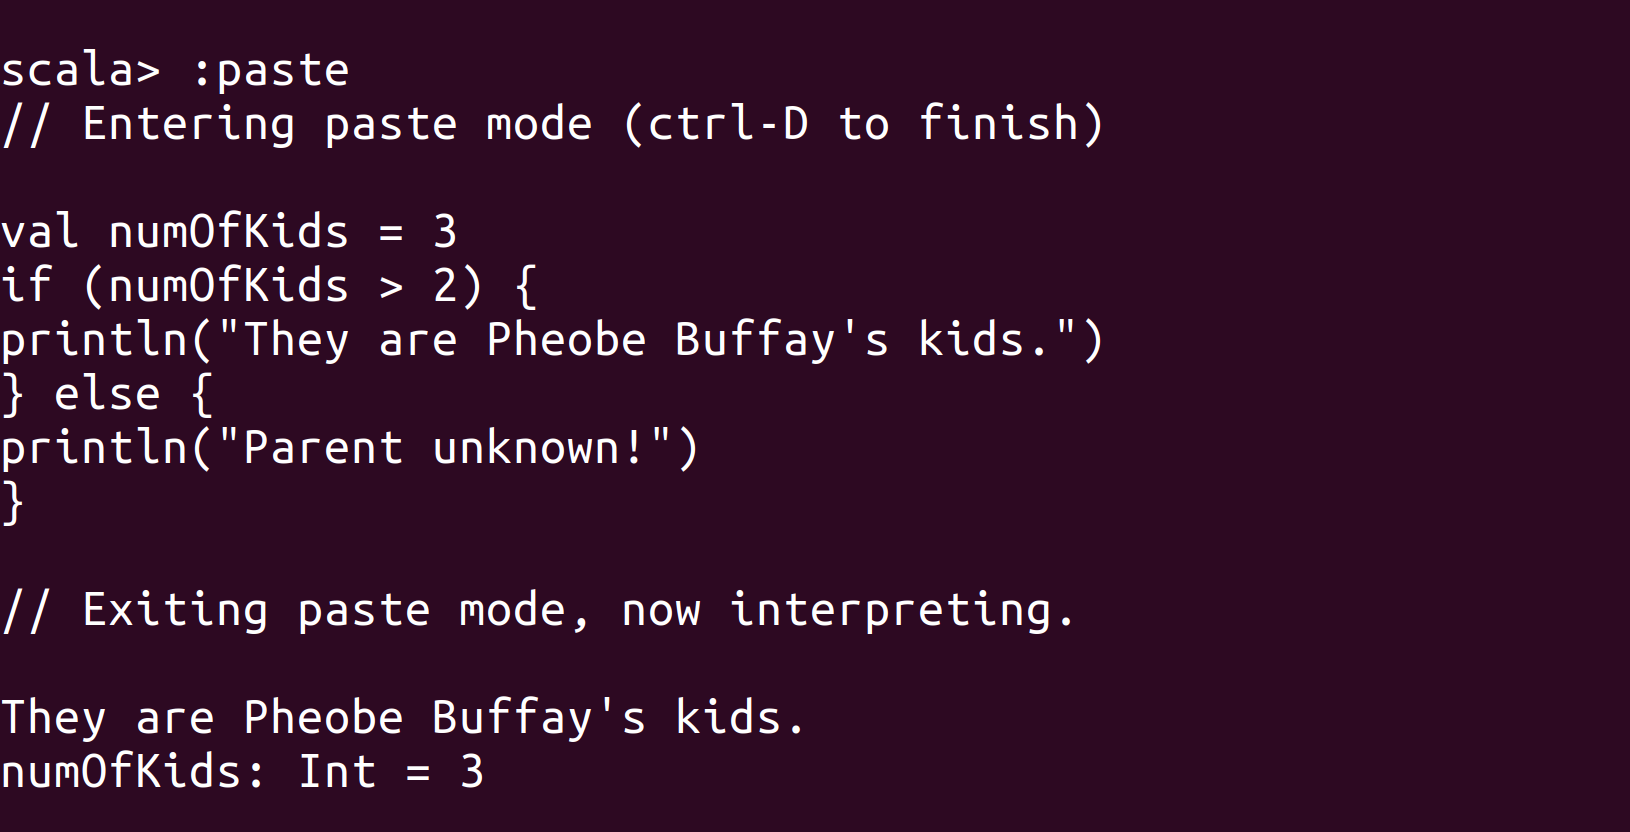 scala> :paste
// Entering paste mode (ctrl-D to finish)
val numOfKids = 3
if (numOfKids > 2) {
println("They are Pheobe Buffay's kids.")
} else {
println("Parent unknown!")
}
// Exiting paste mode, now interpreting.
They are Pheobe Buffay's kids.
numOfKids: Int = 3